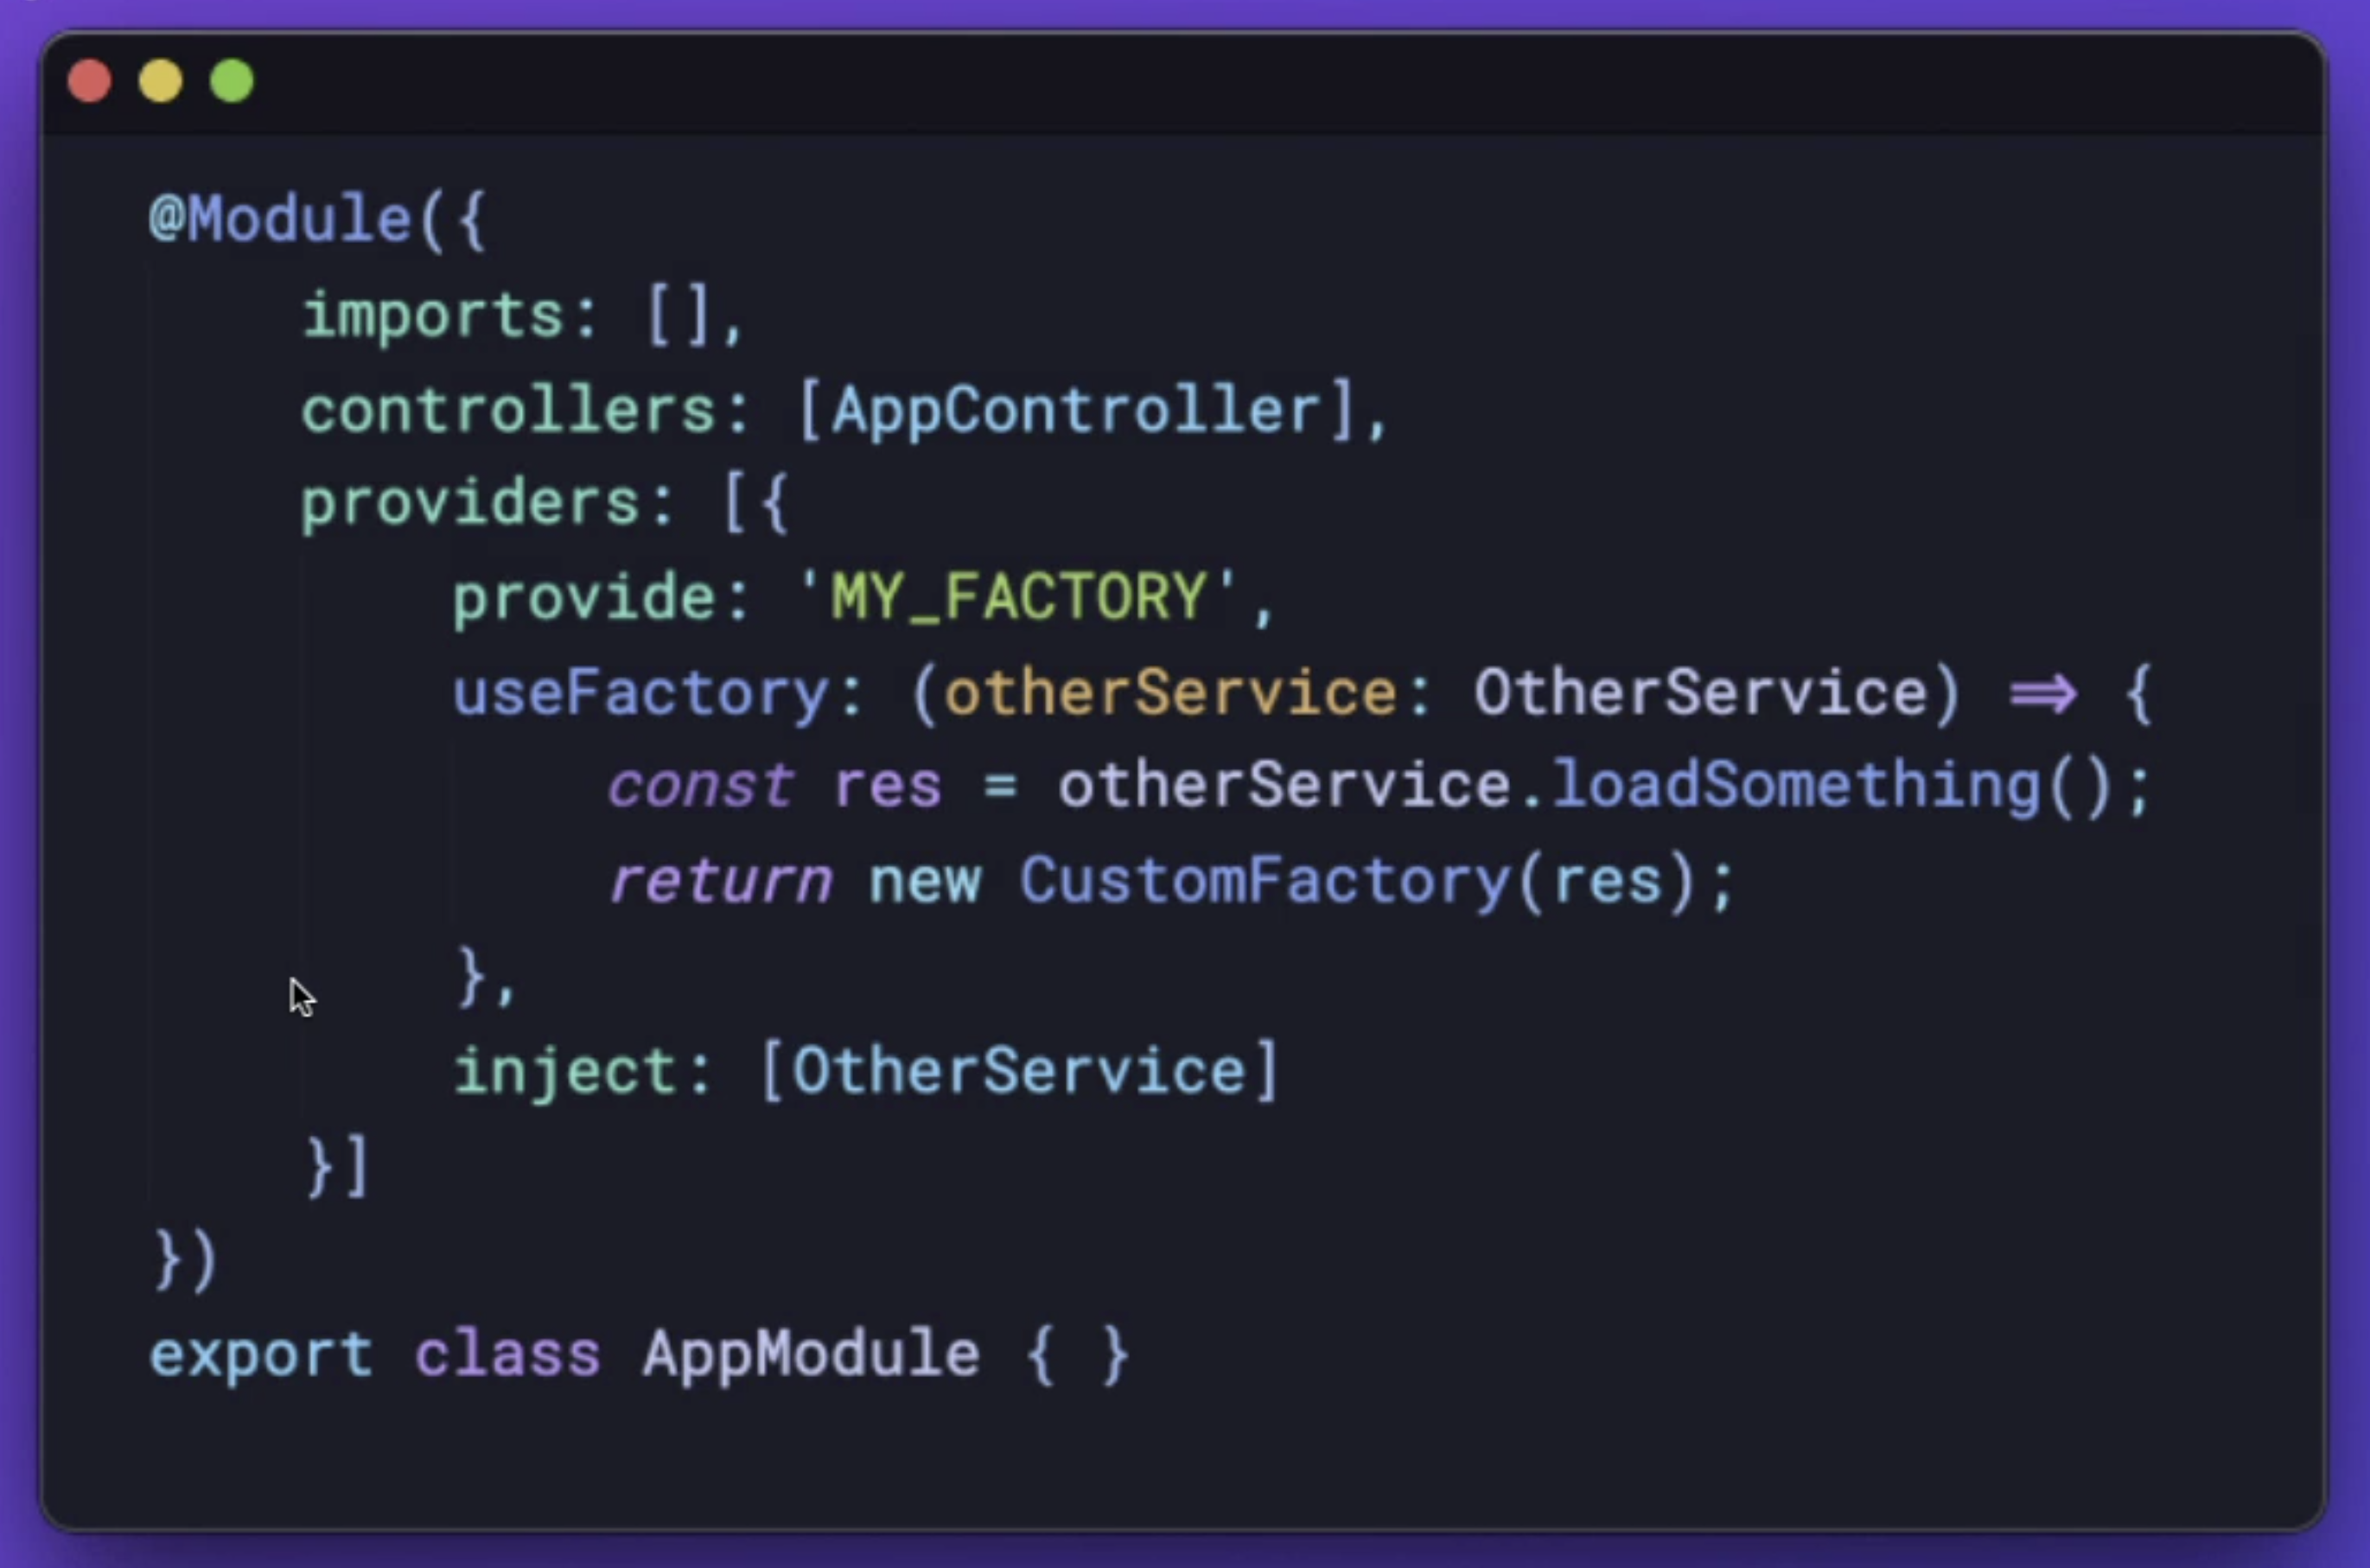 @Module({
    imports: [],
    controllers: [AppController],
    providers: [{
        provide: 'MY_FACTORY',
        useFactory: (otherService: OtherService) => {
            const res = otherService.loadSomething();
            return new CustomFactory(res);
        },
        inject: [OtherService]
    }]
})
export class AppModule { }